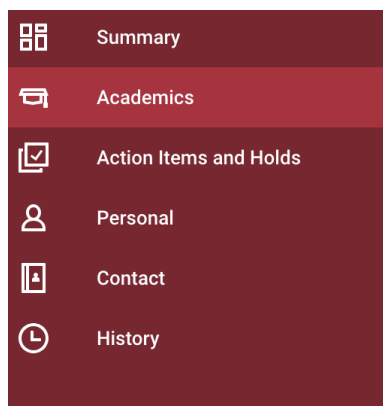 Summary
Academics
Action Items and Holds
Personal
Contact
History